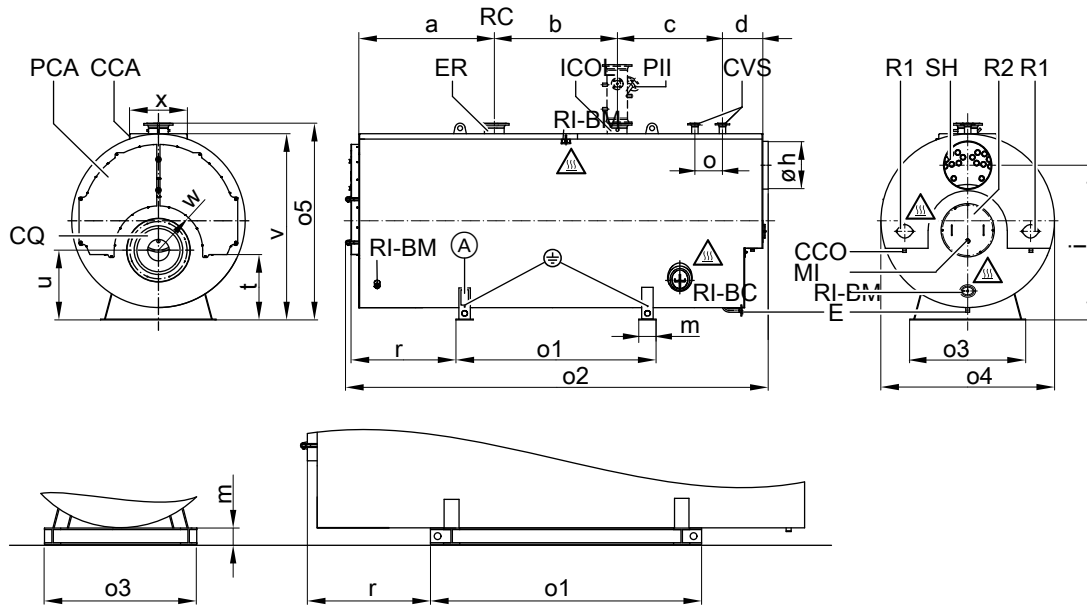 RC
a b c d
PCA CCA ER ICOE PII CVS R1 SH R2 R1
x
RI-BM
w o øh
CQ v o5 i
u t
RI-BM A
CCO
MI
RI-BC RI-BM
E
m
r o1 o3
o2 o4
m
o3 r o1